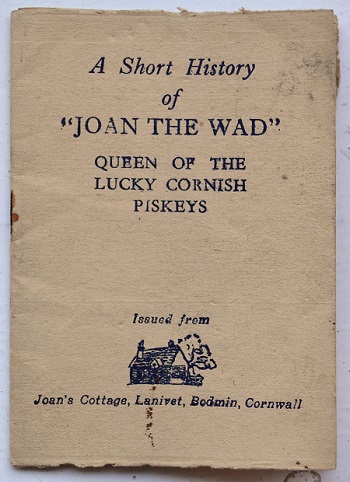 A Short History
of
"JOAN THE WAD"
QUEEN OF THE
LUCKY CORNISH
PISKEYS
Issued from
Joan's Cottage, Lanivet, Bodmin, Cornwall